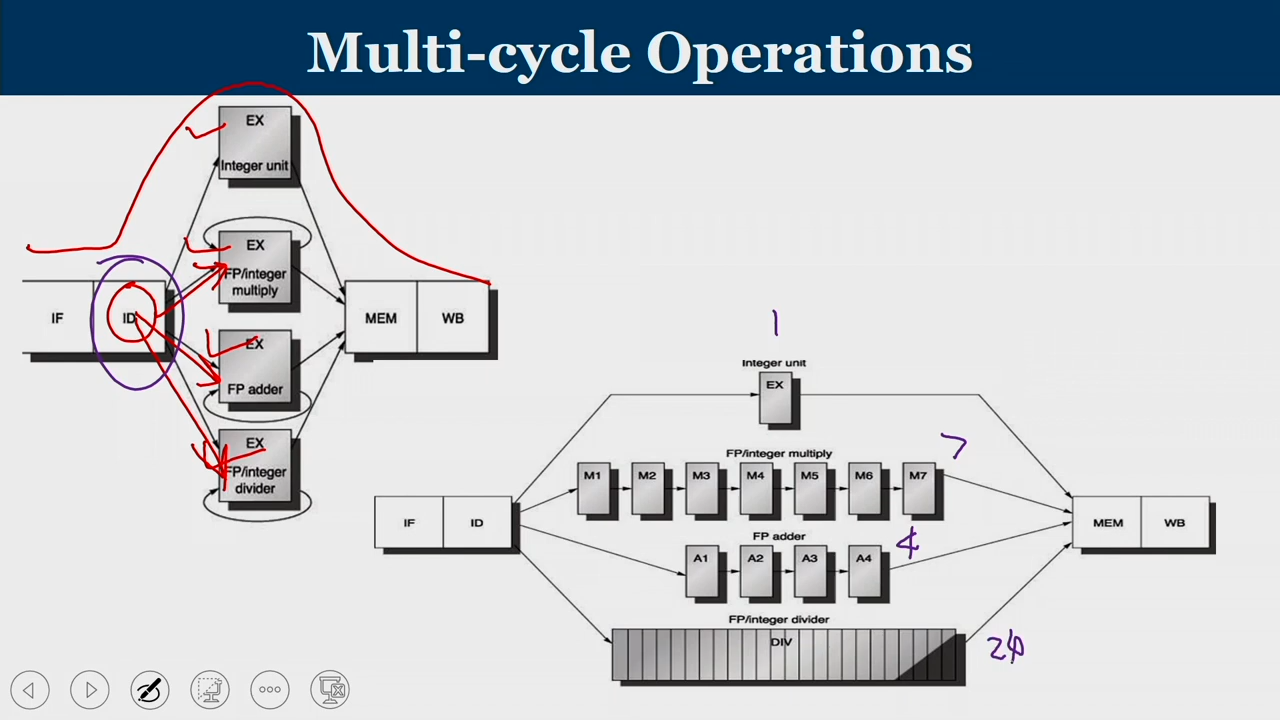 Multi-cycle Operations
EX
Integer unit
EX
FP/integer
multiply
IF
ID
MEM
WB
EX
FP adder
EX
FP/integer
divider
1
Integer unit
EX
FP/integer multiply
7
M1 M2 M3 M4 M5 M6 M7
IF
ID
MEM
WB
FP adder
4
A1 A2 A3 A4
FP/integer divider
DIV